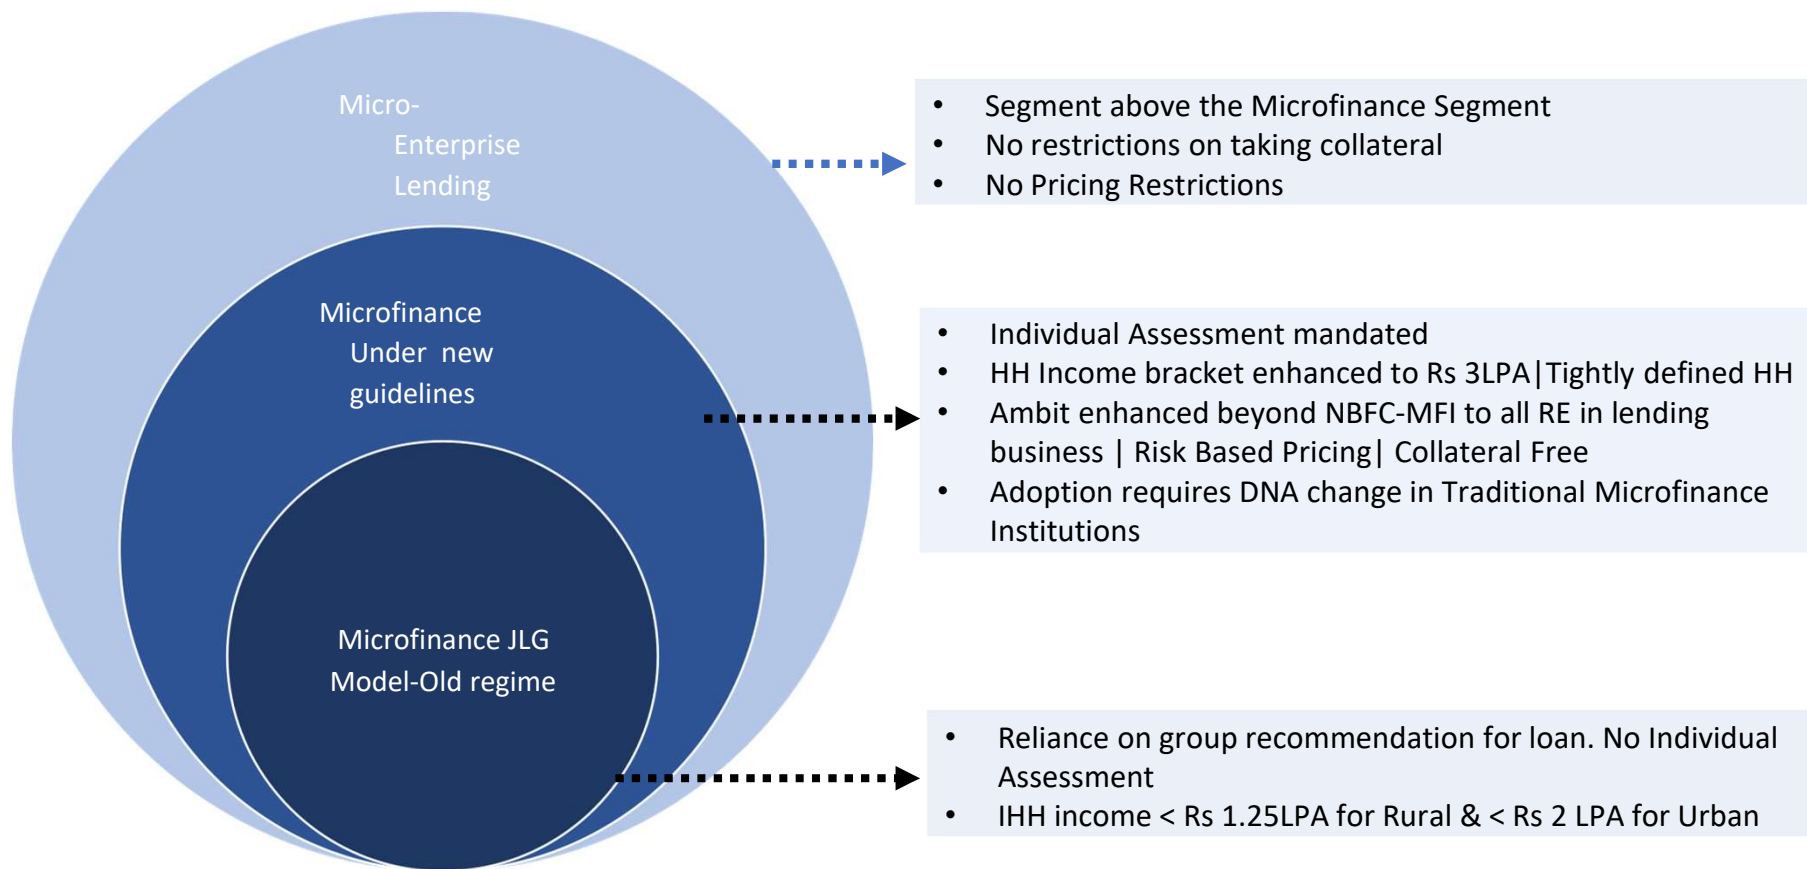 Micro-
Enterprise
Lending
• Segment above the Microfinance Segment
• No restrictions on taking collateral
• No Pricing Restrictions
Microfinance
Under new
guidelines
• Individual Assessment mandated
• HH Income bracket enhanced to Rs 3LPA|Tightly defined HH
• Ambit enhanced beyond NBFC-MFI to all RE in lending
business | Risk Based Pricing| Collateral Free
• Adoption requires DNA change in Traditional Microfinance
Institutions
Microfinance JLG
Model-Old regime
• Reliance on group recommendation for loan. No Individual
Assessment
• IHH income < Rs 1.25LPA for Rural & < Rs 2 LPA for Urban